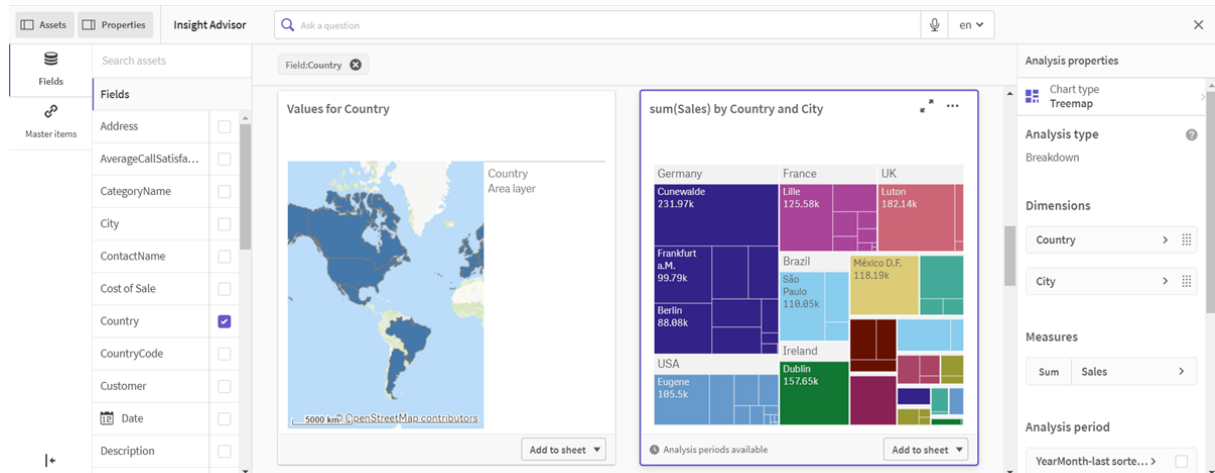 Assets
Properties
Insight Advisor
Ask a question
en
Fields
Master items
Search assets
Fields
Address
AverageCallSatisfa...
CategoryName
City
ContactName
Cost of Sale
Country
CountryCode
Customer
Date
Description
Field:Country
Values for Country
Country
Area layer
5000 km
© OpenStreetMap contributors
Add to sheet
sum(Sales) by Country and City
Germany
Cunewalde
231.97k
Frankfurt
a.M.
99.79k
Berlin
88.08k
USA
Eugene
105.5k
France
Lille
125.58k
UK
Luton
182.14k
Brazil
São
Paulo
110.05k
México D.F.
118.19k
Ireland
Dublin
157.65k
Analysis periods available
Add to sheet
Analysis properties
Chart type
Treemap
Analysis type
Breakdown
Dimensions
Country
City
Measures
Sum Sales
Analysis period
YearMonth-last sorte...